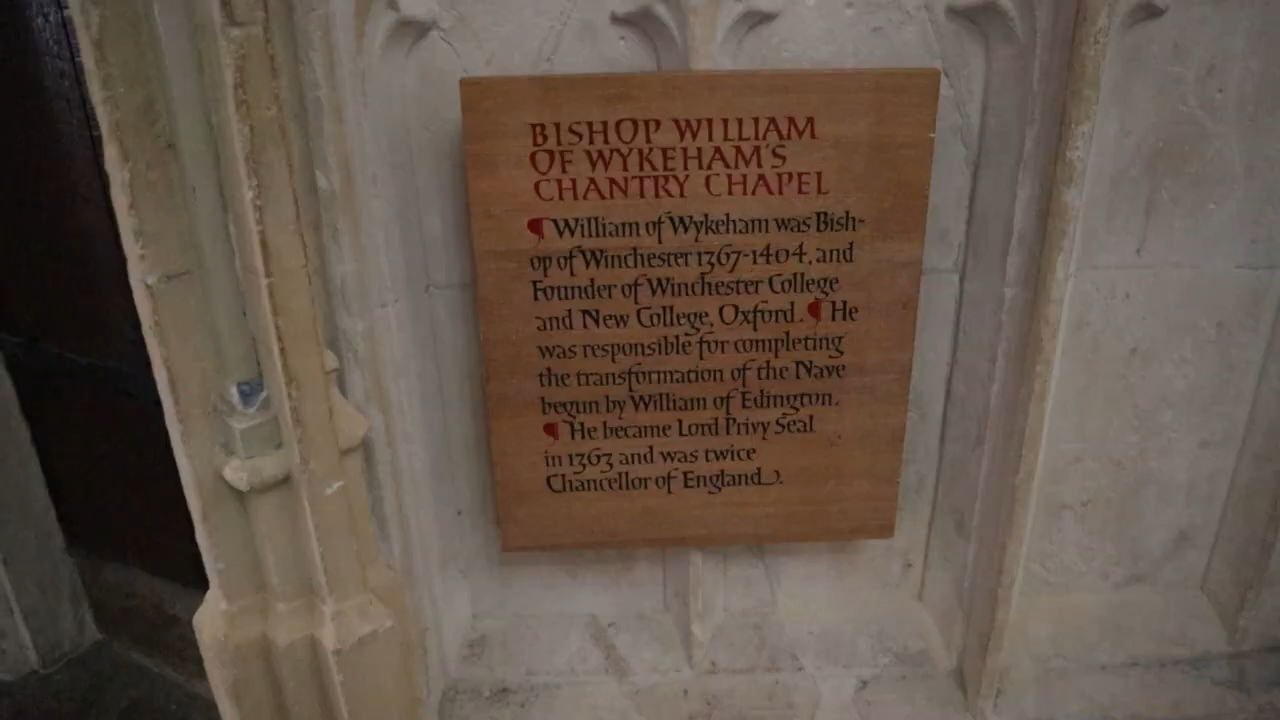 BISHOP WILLIAM
OF WYKEHAM'S
CHANTRY CHAPEL
¶ William of Wykeham was Bish-
op of Winchester 1367-1404, and
Founder of Winchester College
and New College, Oxford. ¶ He
was responsible for completing
the transformation of the Nave
begun by William of Edington.
¶ He became Lord Privy Seal
in 1363 and was twice
Chancellor of England.